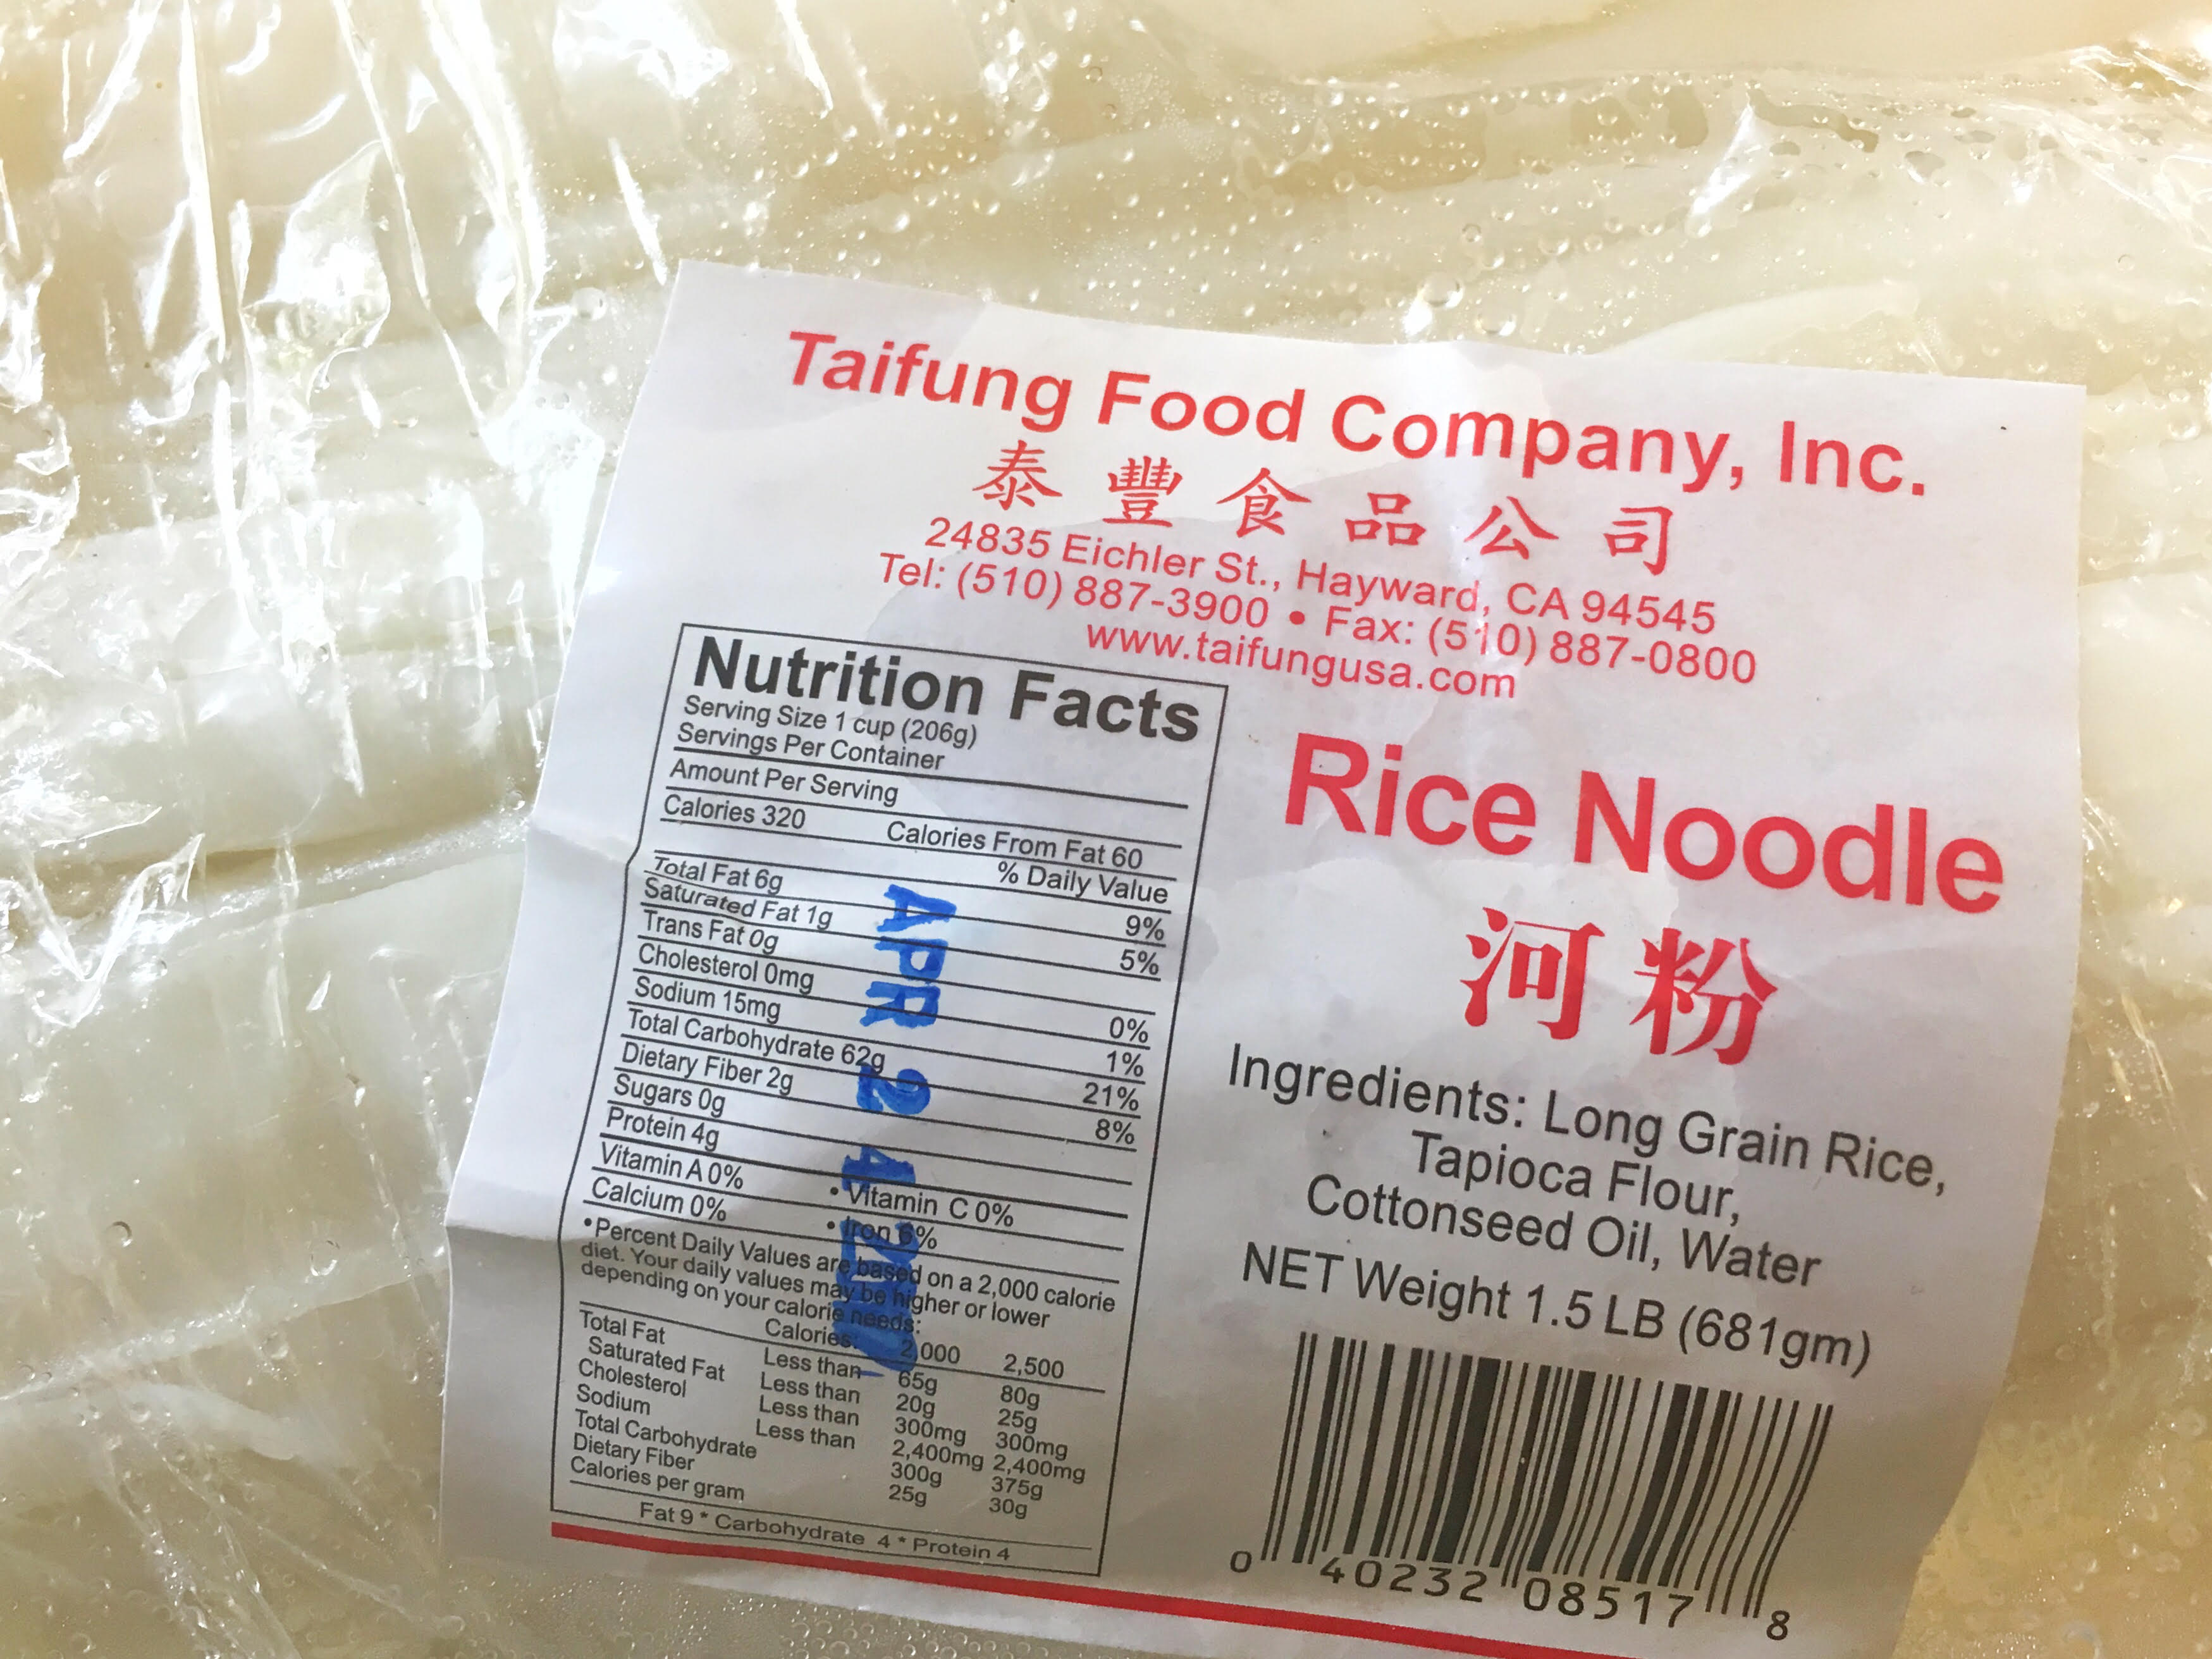 Taifung Food Company, Inc.
泰豐食品公司
24835 Eichler St., Hayward, CA 94545
Tel: (510) 887-3900 • Fax: (510) 887-0800
www.taifungusa.com
Nutrition Facts
Serving Size 1 cup (206g)
Servings Per Container
Amount Per Serving
Calories 320 Calories From Fat 60
% Daily Value
Total Fat 6g 9%
Saturated Fat 1g 5%
Trans Fat 0g
Cholesterol 0mg 0%
Sodium 15mg 1%
Total Carbohydrate 62g 21%
Dietary Fiber 2g 8%
Sugars 0g
Protein 4g
Vitamin A 0% • Vitamin C 0%
Calcium 0% • Iron 6%
•Percent Daily Values are based on a 2,000 calorie
diet. Your daily values may be higher or lower
depending on your calorie needs:
Calories: 2,000 2,500
Total Fat Less than 65g 80g
Saturated Fat Less than 20g 25g
Cholesterol Less than 300mg 300mg
Sodium Less than 2,400mg 2,400mg
Total Carbohydrate 300g 375g
Dietary Fiber 25g 30g
Calories per gram
Fat 9 * Carbohydrate 4 * Protein 4
APR 2 4 2017
Rice Noodle
河粉
Ingredients: Long Grain Rice,
Tapioca Flour,
Cottonseed Oil, Water
NET Weight 1.5 LB (681gm)
0 40232 08517 8